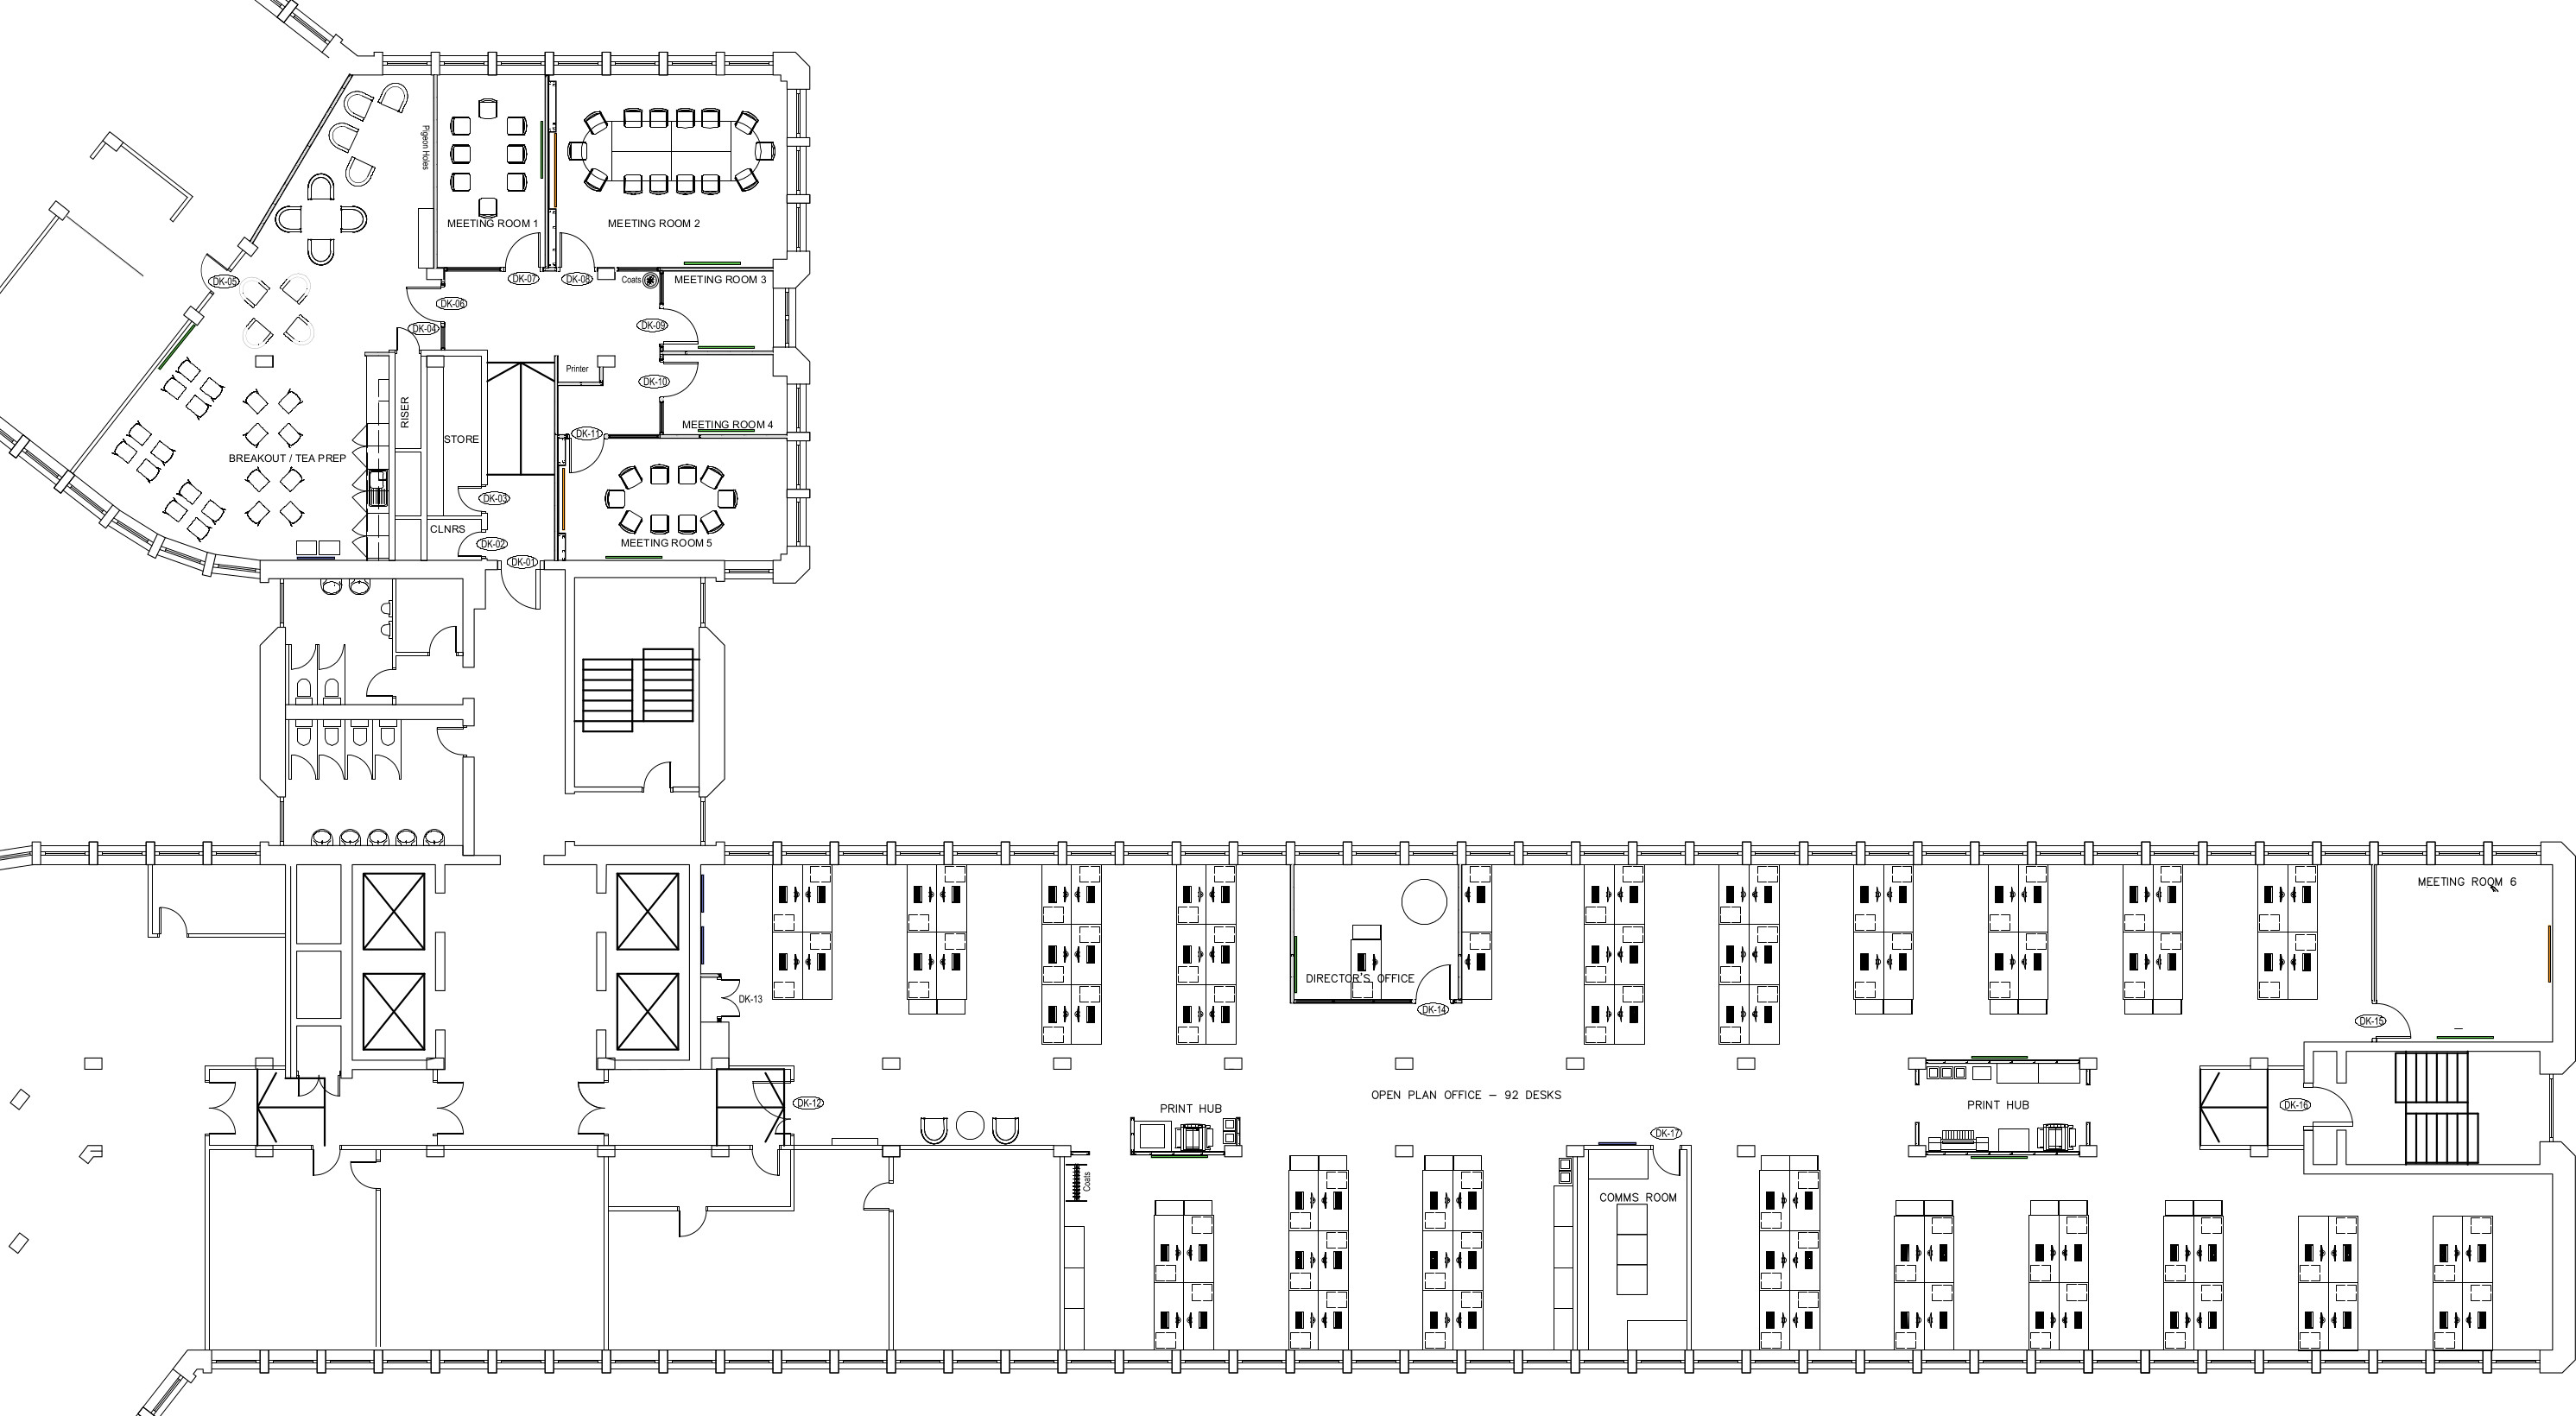 Pigeon Holes
MEETING ROOM 1
MEETING ROOM 2
DK-05
DK-07
DK-08
Coats
MEETING ROOM 3
DK-06
DK-04
DK-09
Printer
DK-10
RISER
STORE
MEETING ROOM 4
DK-11
BREAKOUT / TEA PREP
DK-03
CLNRS
DK-02
MEETING ROOM 5
DK-01
MEETING ROOM 6
DIRECTOR'S OFFICE
DK-13
DK-14
DK-15
OPEN PLAN OFFICE – 92 DESKS
DK-12
PRINT HUB
PRINT HUB
DK-16
DK-17
Coats
COMMS ROOM